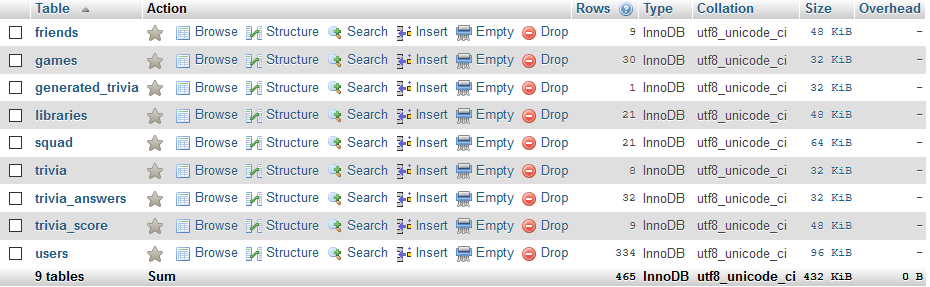 Table Action Rows Type Collation Size Overhead
friends Browse Structure Search Insert Empty Drop 9 InnoDB utf8_unicode_ci 48 KiB –
games Browse Structure Search Insert Empty Drop 30 InnoDB utf8_unicode_ci 32 KiB –
generated_trivia Browse Structure Search Insert Empty Drop 1 InnoDB utf8_unicode_ci 32 KiB –
libraries Browse Structure Search Insert Empty Drop 21 InnoDB utf8_unicode_ci 48 KiB –
squad Browse Structure Search Insert Empty Drop 21 InnoDB utf8_unicode_ci 64 KiB –
trivia Browse Structure Search Insert Empty Drop 8 InnoDB utf8_unicode_ci 32 KiB –
trivia_answers Browse Structure Search Insert Empty Drop 32 InnoDB utf8_unicode_ci 32 KiB –
trivia_score Browse Structure Search Insert Empty Drop 9 InnoDB utf8_unicode_ci 48 KiB –
users Browse Structure Search Insert Empty Drop 334 InnoDB utf8_unicode_ci 96 KiB –
9 tables Sum 465 InnoDB utf8_unicode_ci 432 KiB 0 B